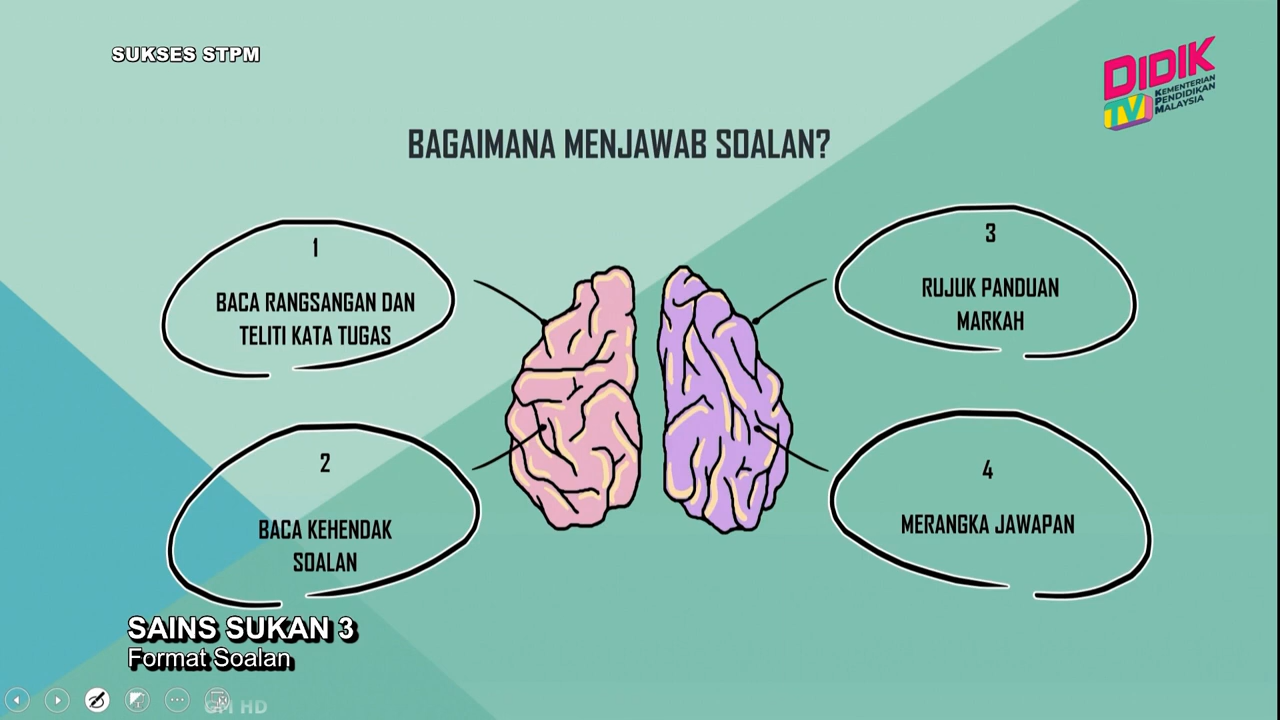 SUKSES STPM
DIDIK
TV
KEMENTERIAN
PENDIDIKAN
MALAYSIA
BAGAIMANA MENJAWAB SOALAN?
1
BACA RANGSANGAN DAN
TELITI KATA TUGAS
2
BACA KEHENDAK
SOALAN
3
RUJUK PANDUAN
MARKAH
4
MERANGKA JAWAPAN
SAINS SUKAN 3
Format Soalan
HD